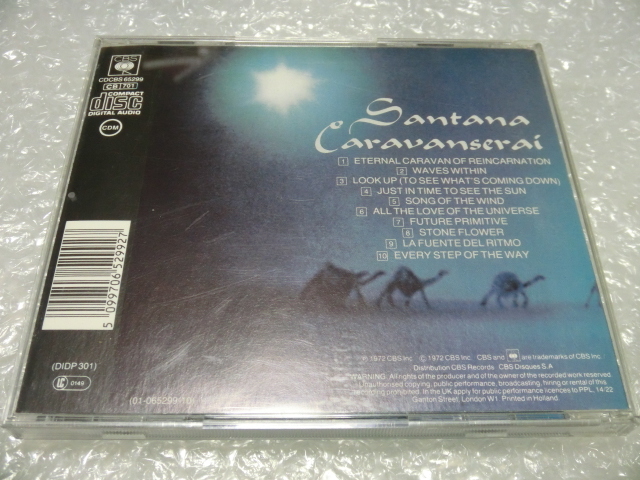 CBS
CDCBS 65299
CB 701
COMPACT
disc
DIGITAL AUDIO
CDM
Santana
Caravanserai
1 ETERNAL CARAVAN OF REINCARNATION
2 WAVES WITHIN
3 LOOK UP (TO SEE WHAT'S COMING DOWN)
4 JUST IN TIME TO SEE THE SUN
5 SONG OF THE WIND
6 ALL THE LOVE OF THE UNIVERSE
7 FUTURE PRIMITIVE
8 STONE FLOWER
9 LA FUENTE DEL RITMO
10 EVERY STEP OF THE WAY
5 099706 529927
(DIDP 301)
LC 0149
(01-065299-10)
1972 CBS Inc. © 1972 CBS Inc. CBS and are trademarks of CBS Inc.
Distribution CBS Records CBS Disques S.A.
WARNING: All rights of the producer and of the owner of the recorded work reserved.
Unauthorised copying, public performance, broadcasting, hiring or rental of this
recording prohibited. In the UK apply for public performance licences to PPL, 14/22
Ganton Street, London W1 Printed in Holland.